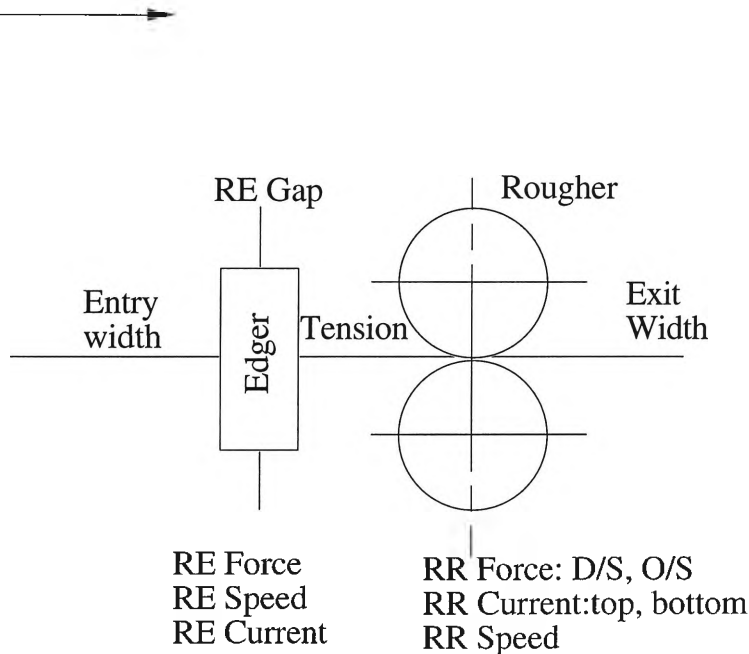 RE Gap
Rougher
Entry
width
Edger
Tension
Exit
Width
RE Force
RE Speed
RE Current
RR Force: D/S, O/S
RR Current:top, bottom
RR Speed